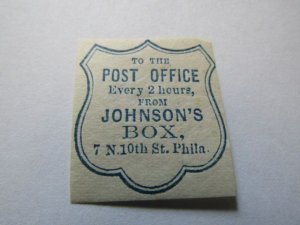 TO THE
POST OFFICE
Every 2 hours,
FROM
JOHNSON'S
BOX,
7 N. 10th St. Phila.